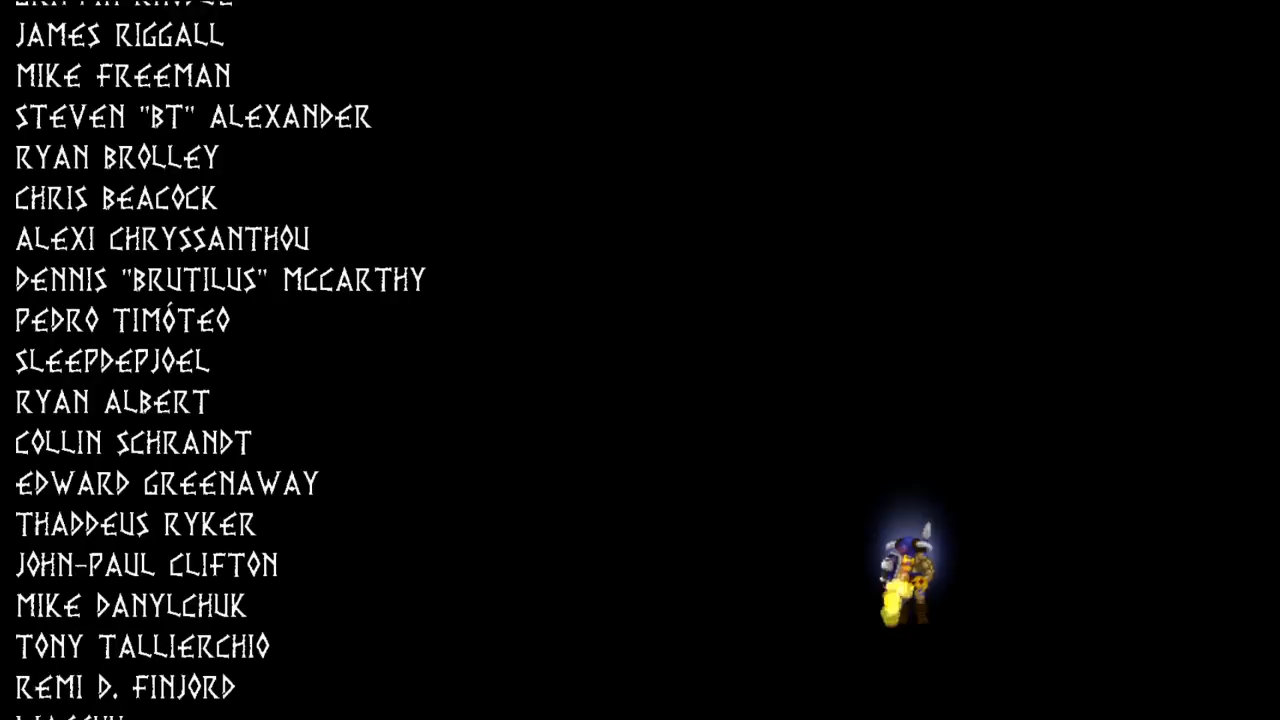 JAMES RIGGALL
MIKE FREEMAN
STEVEN "BT" ALEXANDER
RYAN BROLLEY
CHRIS BEACOCK
ALEXI CHRYSSANTHOU
DENNIS "BRUTILUS" MCCARTHY
PEDRO TIMÓTEO
SLEEPDEPJOEL
RYAN ALBERT
COLLIN SCHRANDT
EDWARD GREENAWAY
THADDEUS RYKER
JOHN-PAUL CLIFTON
MIKE DANYLCHUK
TONY TALLIERCHIO
REMI D. FINJORD